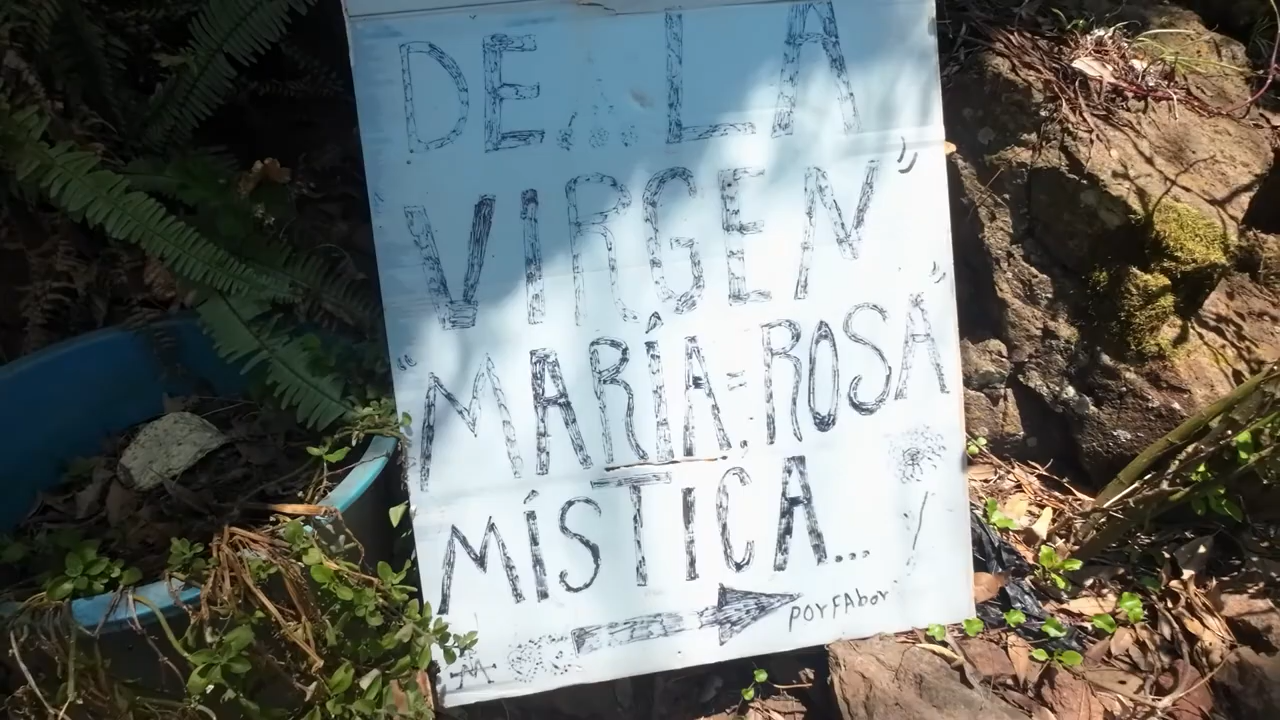 DE... LA
VIRGEN"
"MARÍA=ROSA"
MÍSTICA...
PorFAbor